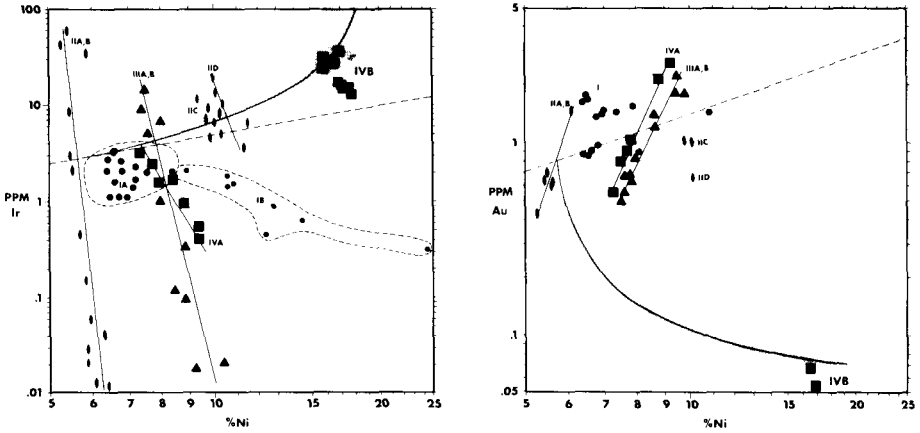 100
IIA,B
IIIA,B
IID
IVB
IIC
10
PPM
Ir
IA
1
IB
IVA
.1
.01
5
6
7
8
10
15
20
25
%Ni
5
IVA
IIIA,B
I
IIA,B
1
IIC
PPM
Au
IID
.1
IVB
.05
5
6
7
8
9
10
15
20
25
%Ni